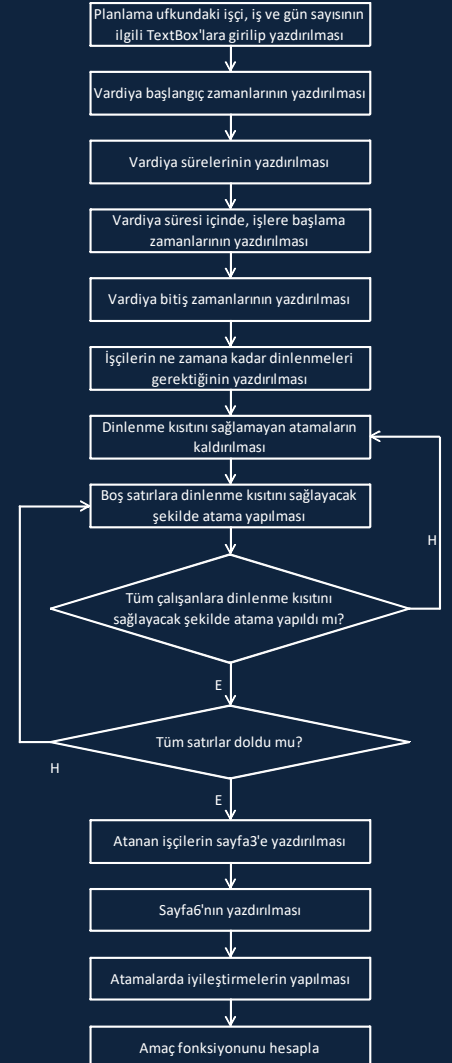 Planlama ufkundaki işçi, iş ve gün sayısının
ilgili TextBox'lara girilip yazdırılması
Vardiya başlangıç zamanlarının yazdırılması
Vardiya sürelerinin yazdırılması
Vardiya süresi içinde, işlere başlama
zamanlarının yazdırılması
Vardiya bitiş zamanlarının yazdırılması
İşçilerin ne zamana kadar dinlenmeleri
gerektiğinin yazdırılması
Dinlenme kısıtını sağlamayan atamaların
kaldırılması
Boş satırlara dinlenme kısıtını sağlayacak
şekilde atama yapılması
H
Tüm çalışanlara dinlenme kısıtını
sağlayacak şekilde atama yapıldı mı?
E
Tüm satırlar doldu mu?
H
E
Atanan işçilerin sayfa3'e yazdırılması
Sayfa6'nın yazdırılması
Atamalarda iyileştirmelerin yapılması
Amaç fonksiyonunu hesapla